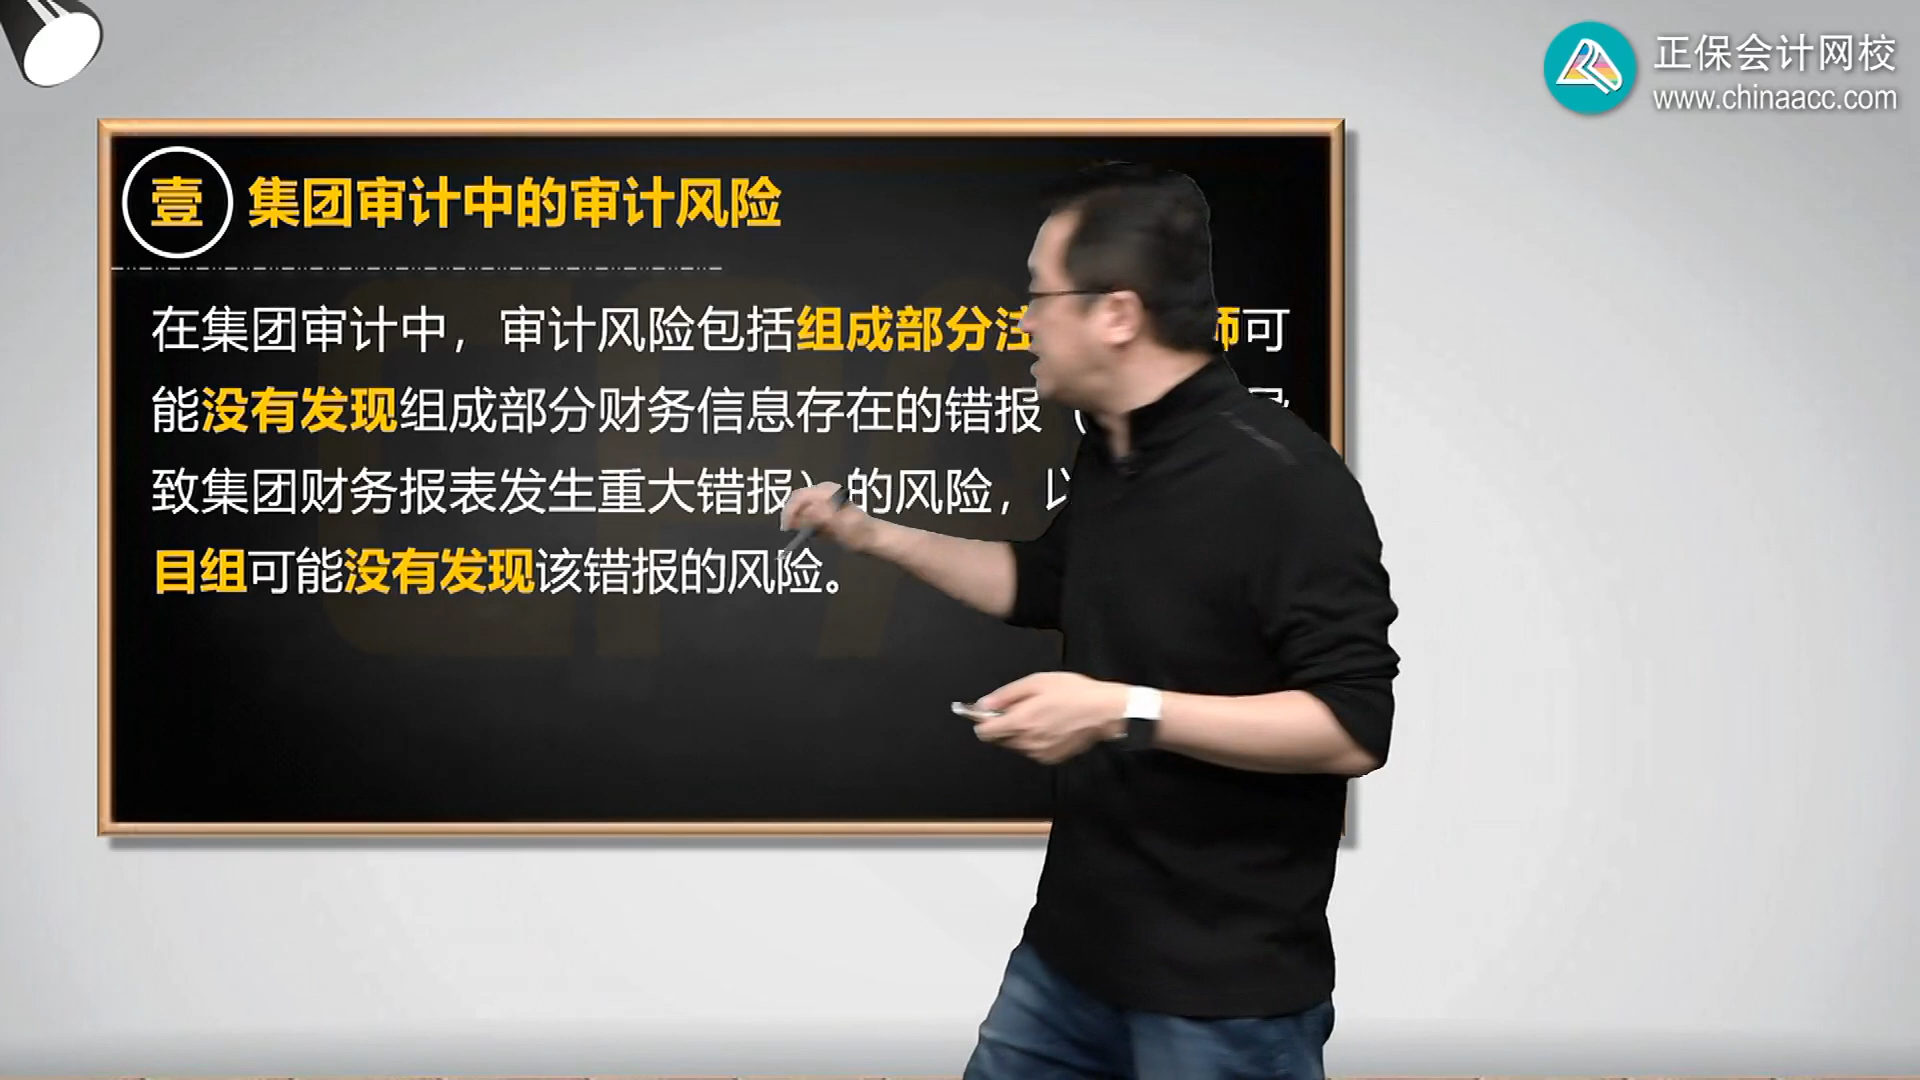 正保会计网校
www.chinaacc.com
壹 集团审计中的审计风险
在集团审计中，审计风险包括组成部分注 师可
能没有发现组成部分财务信息存在的错报（
致集团财务报表发生重大错报）的风险，以
目组可能没有发现该错报的风险。